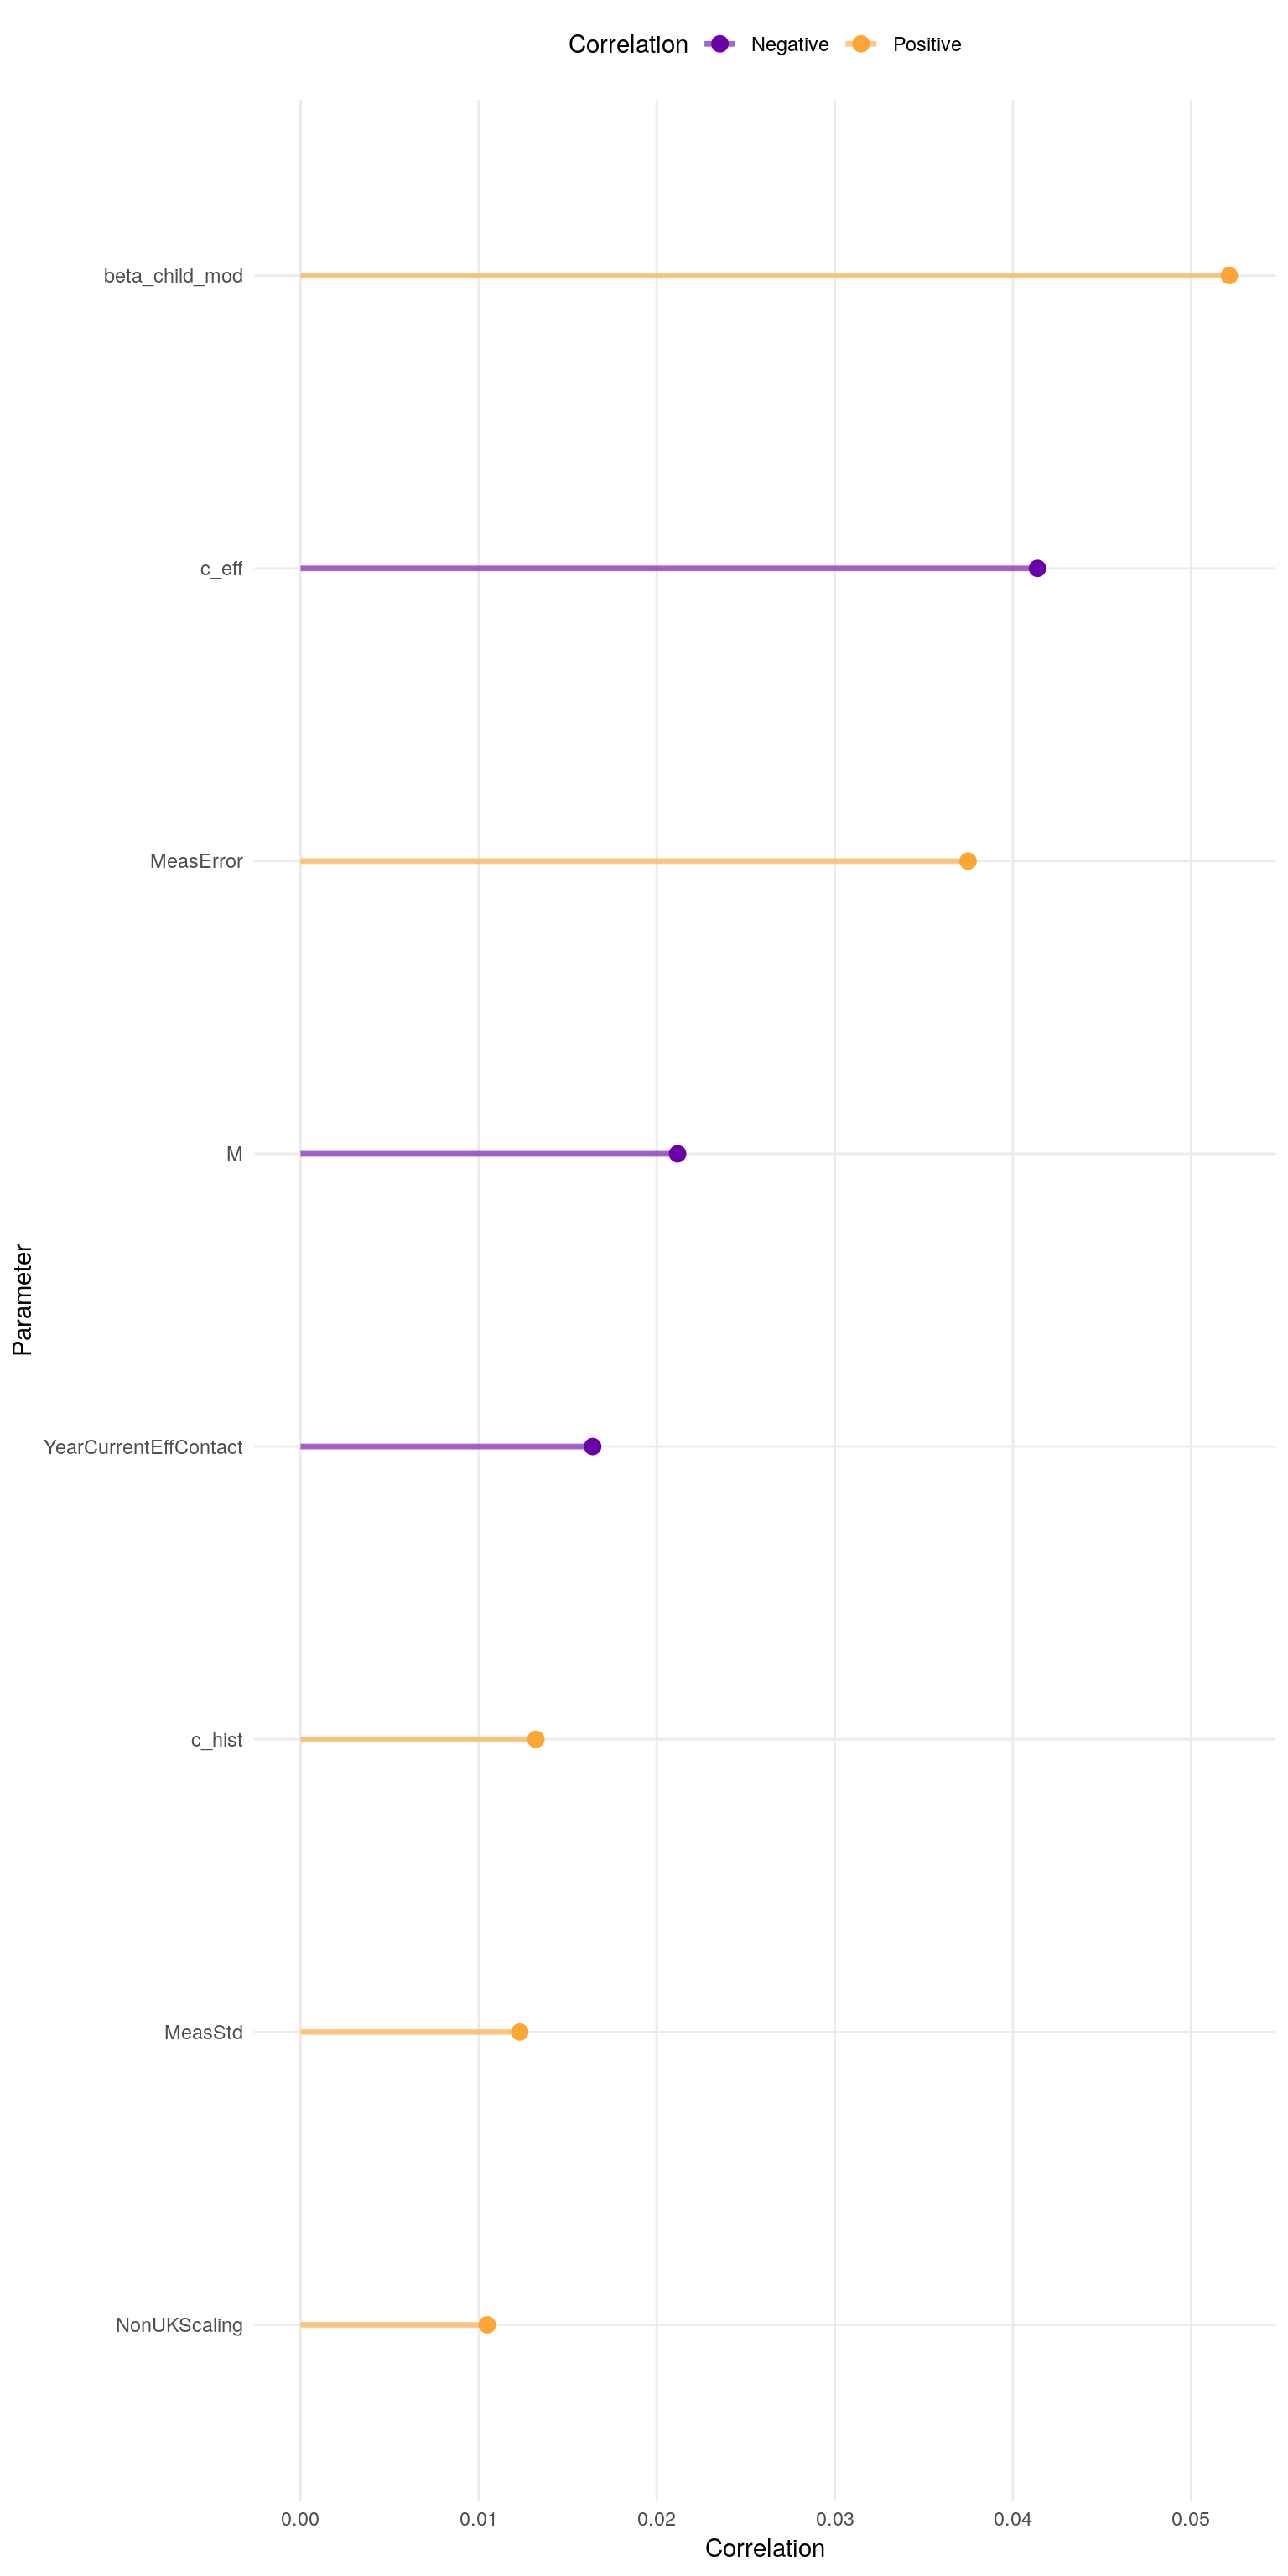 Correlation Negative Positive
beta_child_mod
c_eff
MeasError
M
Parameter
YearCurrentEffContact
c_hist
MeasStd
NonUKScaling
0.00 0.01 0.02 0.03 0.04 0.05
Correlation